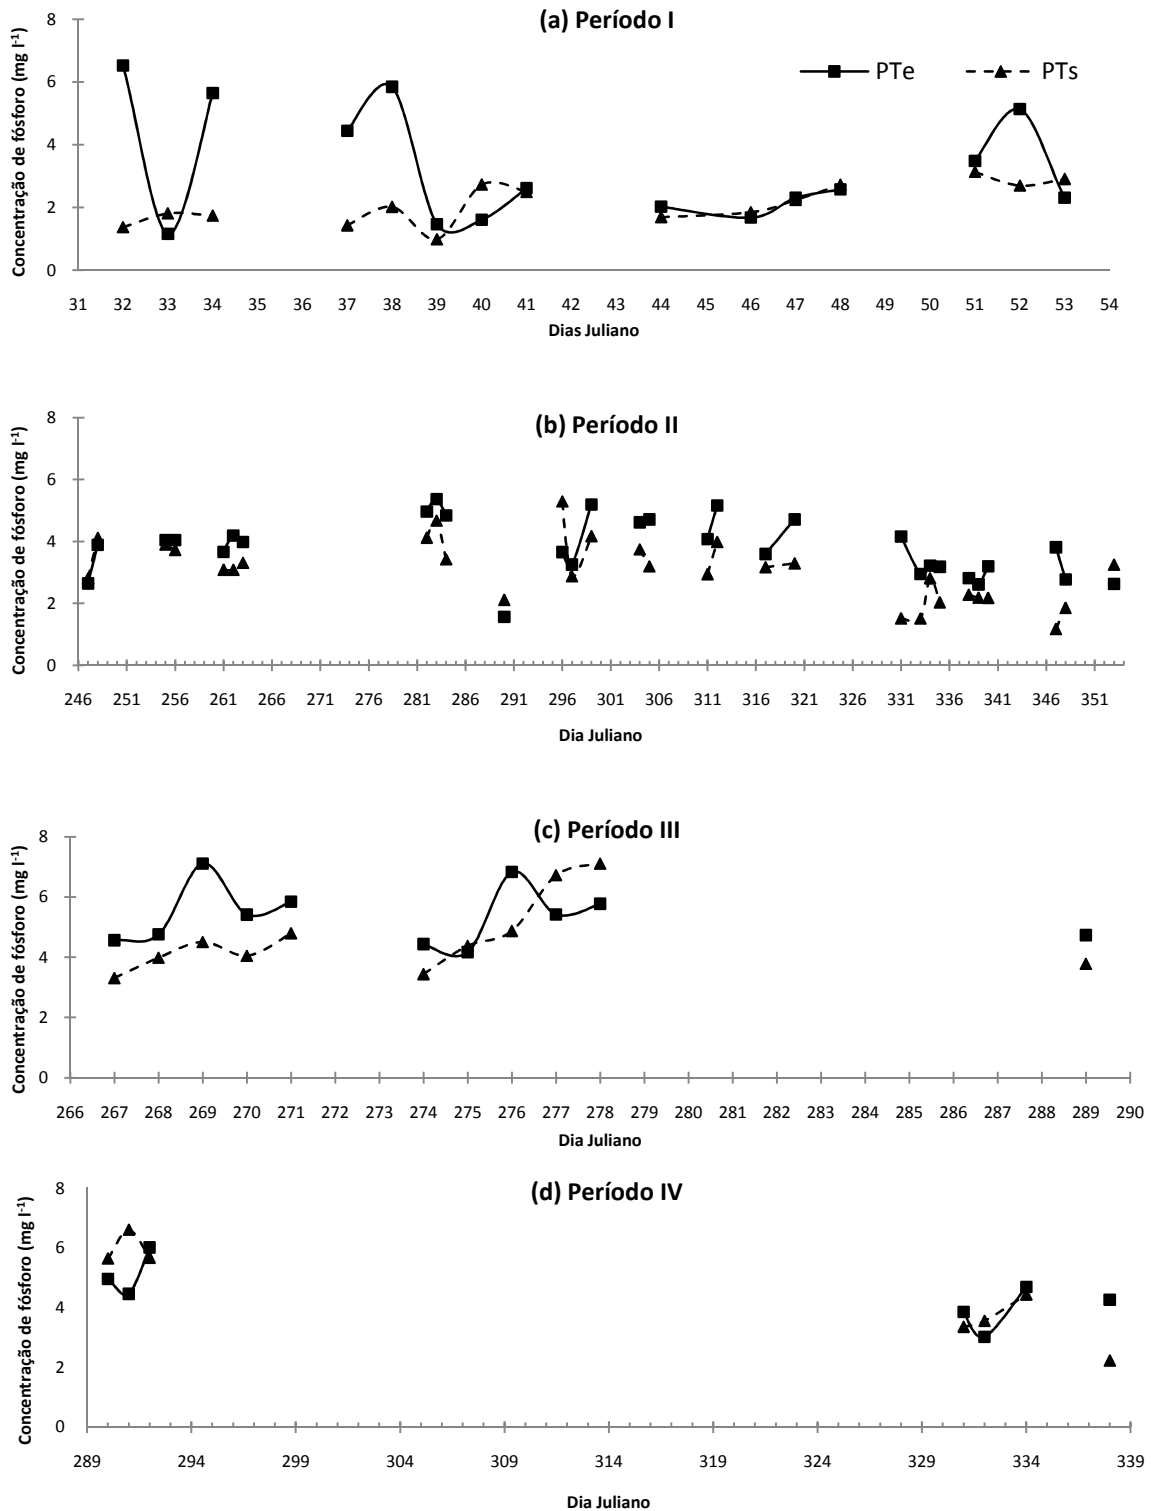 (a) Período I
Concentração de fósforo (mg l-1)
8
6
4
2
0
PTe PTs
31 32 33 34 35 36 37 38 39 40 41 42 43 44 45 46 47 48 49 50 51 52 53 54
Dias Juliano
(b) Período II
Concentração de fósforo (mg l-1)
8
6
4
2
0
246 251 256 261 266 271 276 281 286 291 296 301 306 311 316 321 326 331 336 341 346 351
Dia Juliano
(c) Período III
Concentração de fósforo (mg l-1)
8
6
4
2
0
266 267 268 269 270 271 272 273 274 275 276 277 278 279 280 281 282 283 284 285 286 287 288 289 290
Dia Juliano
(d) Período IV
Concentração de fósforo (mg l-1)
8
6
4
2
0
289 294 299 304 309 314 319 324 329 334 339
Dia Juliano